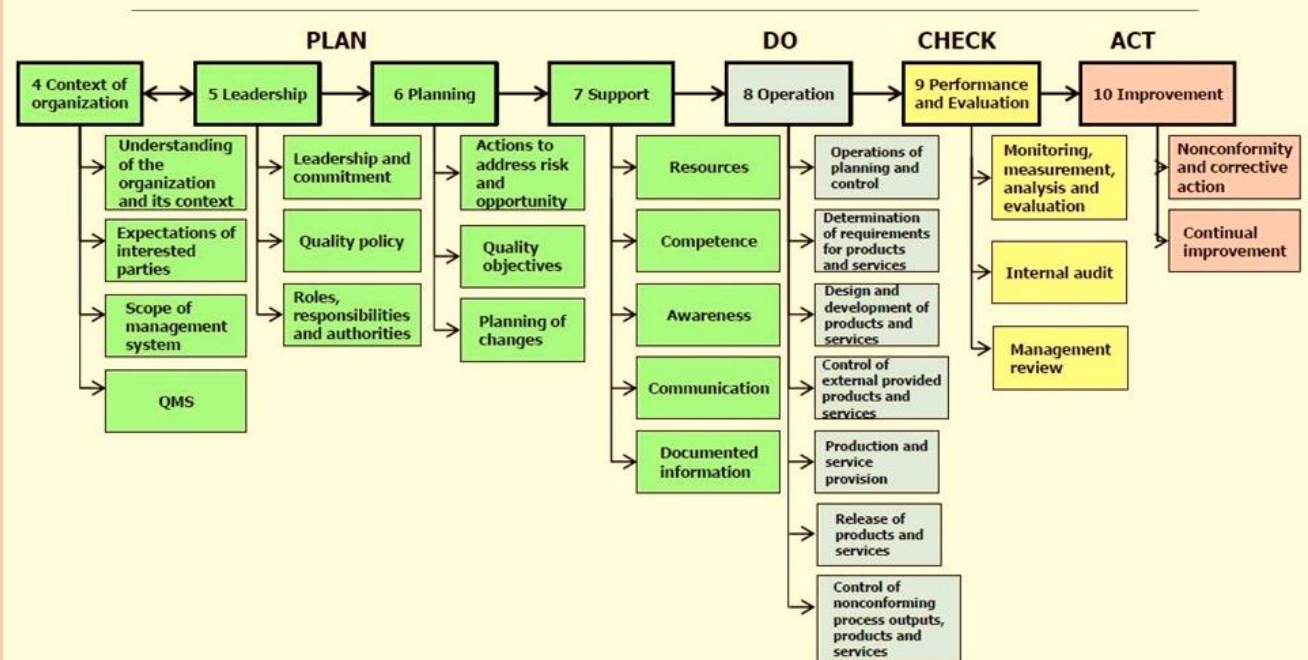 PLAN
DO
CHECK
ACT
4 Context of
organization
5 Leadership
6 Planning
7 Support
8 Operation
9 Performance
and Evaluation
10 Improvement
Understanding
of the
organization
and its context
Expectations of
interested
parties
Scope of
management
system
QMS
Leadership and
commitment
Quality policy
Roles,
responsibilities
and authorities
Actions to
address risk
and
opportunity
Quality
objectives
Planning of
changes
Resources
Competence
Awareness
Communication
Documented
information
Operations of
planning and
control
Determination
of requirements
for products
and services
Design and
development of
products and
services
Control of
external provided
products and
services
Production and
service
provision
Release of
products and
services
Control of
nonconforming
process outputs,
products and
services
Monitoring,
measurement,
analysis and
evaluation
Internal audit
Management
review
Nonconformity
and corrective
action
Continual
improvement